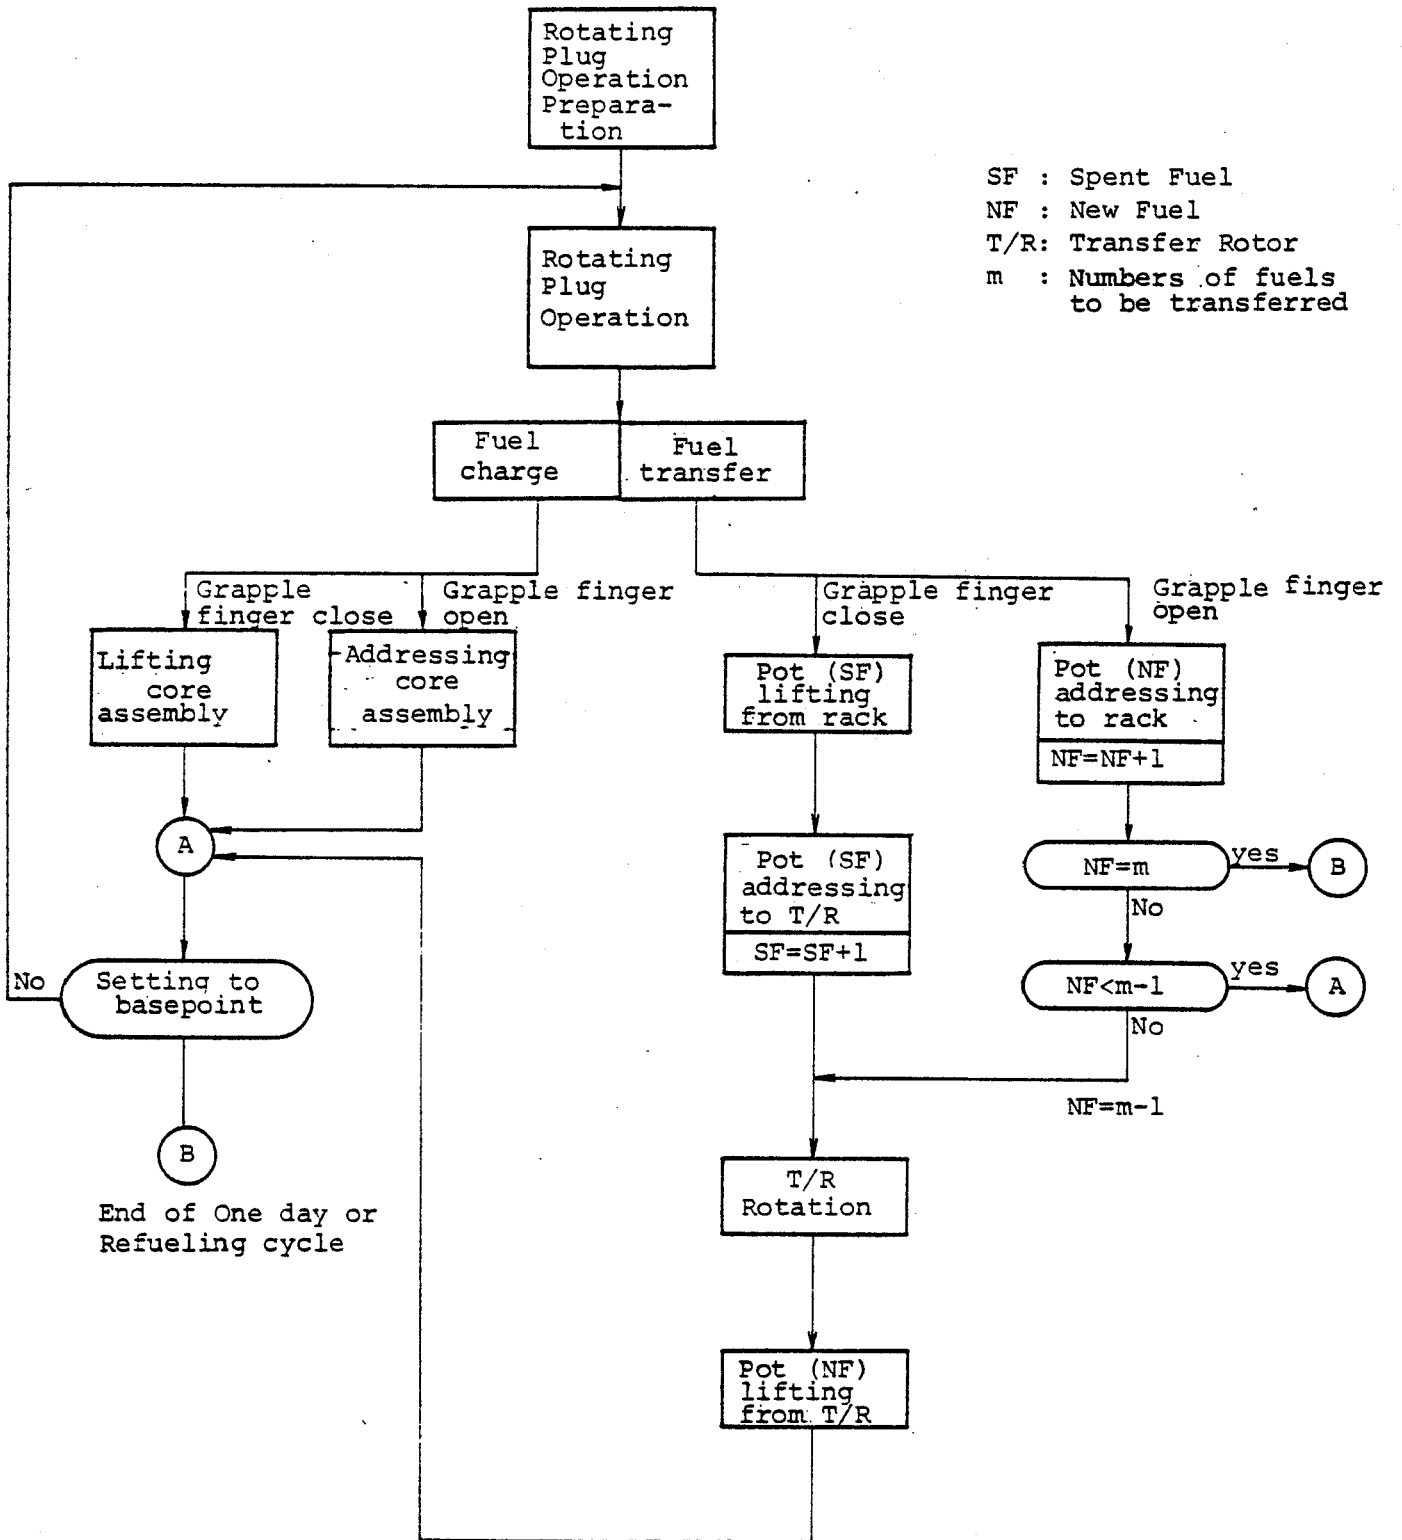 Rotating
Plug
Operation
Prepara-
tion
SF : Spent Fuel
NF : New Fuel
T/R: Transfer Rotor
m : Numbers of fuels
to be transferred
Rotating
Plug
Operation
Fuel
charge
Fuel
transfer
Grapple
finger close
Grapple finger
open
Grapple finger
close
Grapple finger
open
Lifting
core
assembly
Addressing
core
assembly
Pot (SF)
lifting
from rack
Pot (NF)
addressing
to rack
NF=NF+1
A
Pot (SF)
addressing
to T/R
SF=SF+1
NF=m
yes
B
No
No
Setting to
basepoint
NF<m-1
yes
A
No
NF=m-1
B
End of One day or
Refueling cycle
T/R
Rotation
Pot (NF)
lifting
from T/R